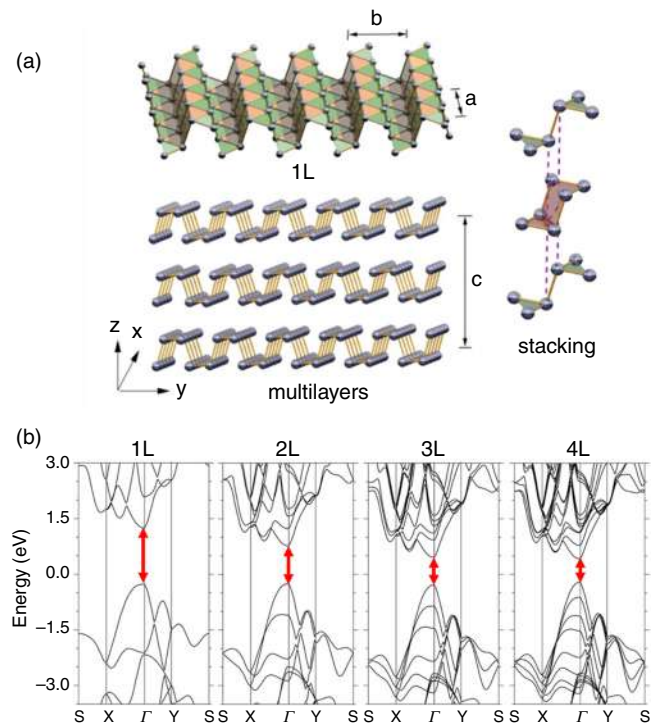 (a)
b
a
1L
c
z
x
y
multilayers
stacking
(b)
1L 2L 3L 4L
3.0
1.5
0.0
−1.5
−3.0
Energy (eV)
S X Γ Y S S X Γ Y S S X Γ Y S S X Γ Y S